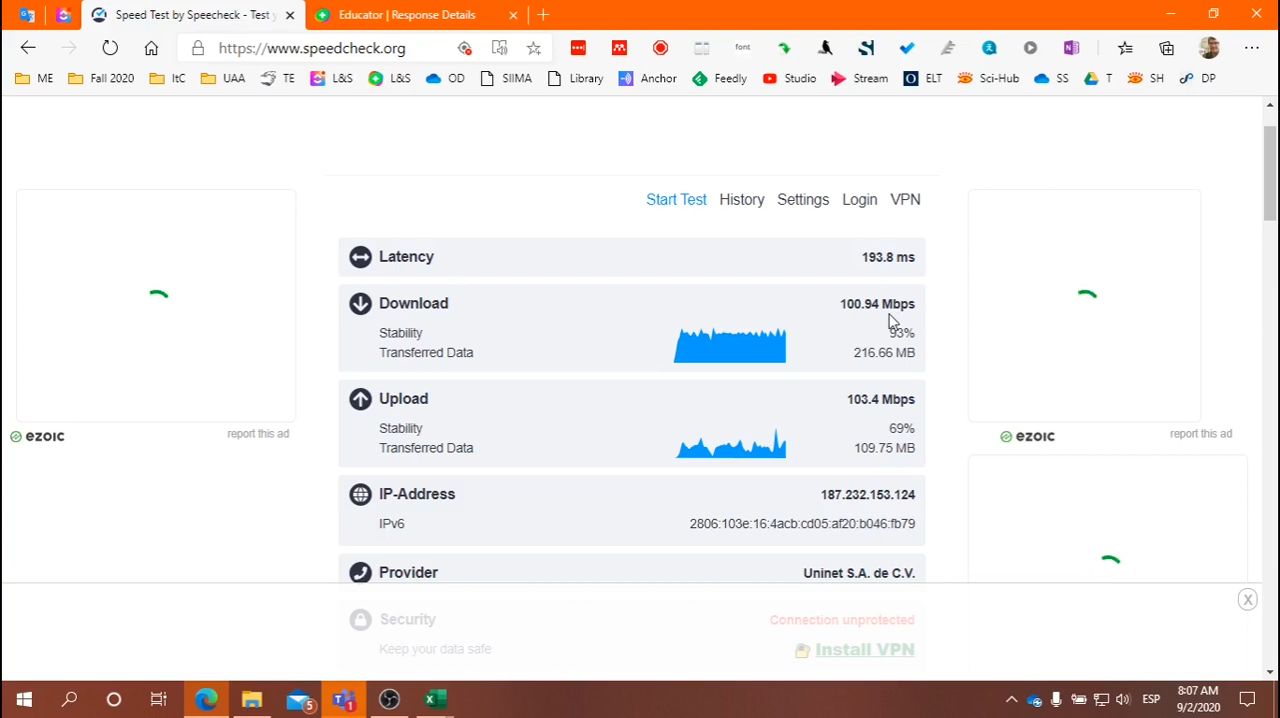 Speed Test by Speecheck - Test y
Educator | Response Details
https://www.speedcheck.org
font
ME
Fall 2020
ItC
UAA
TE
L&S
L&S
OD
SIIMA
Library
Anchor
Feedly
Studio
Stream
ELT
Sci-Hub
SS
T
SH
DP
Start Test History Settings Login VPN
Latency 193.8 ms
Download 100.94 Mbps
Stability 93%
Transferred Data 216.66 MB
ezoic report this ad
ezoic report this ad
Upload 103.4 Mbps
Stability 69%
Transferred Data 109.75 MB
IP-Address 187.232.153.124
IPv6 2806:103e:16:4acb:cd05:af20:b046:fb79
Provider Uninet S.A. de C.V.
Security Connection unprotected
Keep your data safe Install VPN
X
5
1
ESP
8:07 AM
9/2/2020